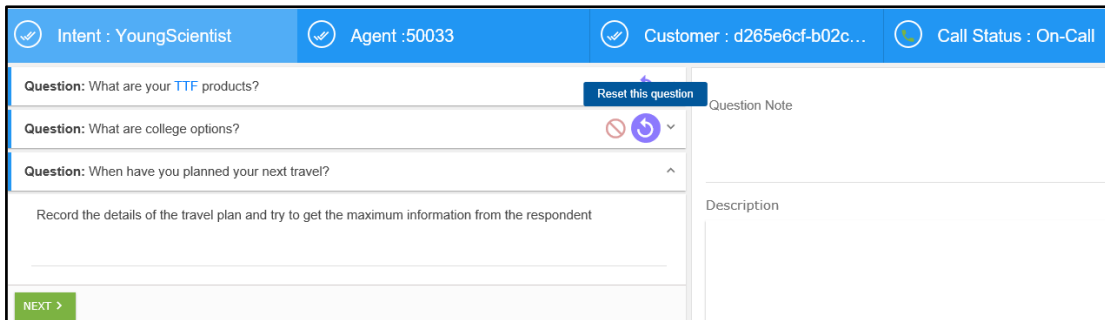 Intent : YoungScientist
Agent :50033
Customer : d265e6cf-b02c...
Call Status : On-Call
Question: What are your TTF products?
Reset this question
Question: What are college options?
Question: When have you planned your next travel?
Record the details of the travel plan and try to get the maximum information from the respondent
NEXT >
Question Note
Description